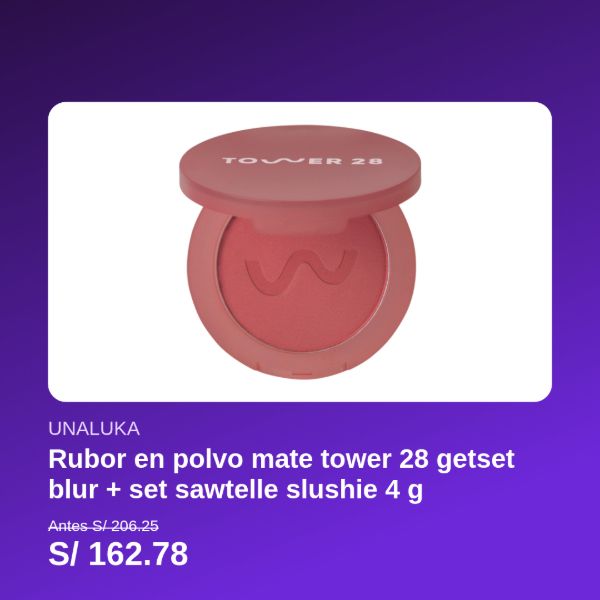 TOWER 28
UNALUKA
Rubor en polvo mate tower 28 getset
blur + set sawtelle slushie 4 g
Antes S/ 206.25
S/ 162.78